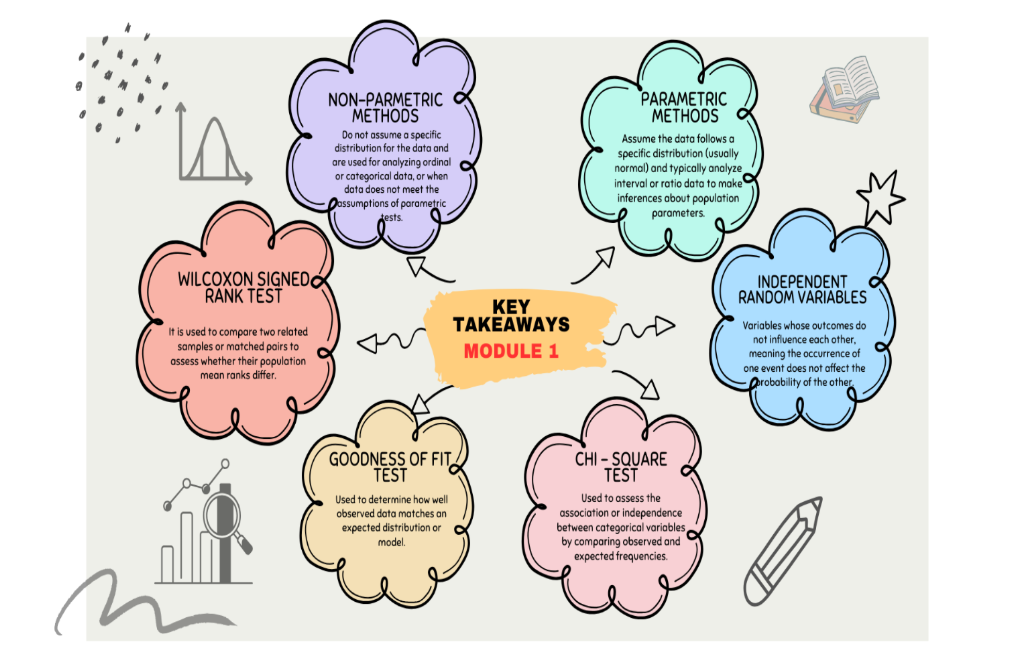 NON-PARMETRIC
METHODS
Do not assume a specific
distribution for the data and
are used for analyzing ordinal
or categorical data, or when
data does not meet the
assumptions of parametric
tests.
PARAMETRIC
METHODS
Assume the data follows a
specific distribution (usually
normal) and typically analyze
interval or ratio data to make
inferences about population
parameters.
WILCOXON SIGNED
RANK TEST
It is used to compare two related
samples or matched pairs to
assess whether their population
mean ranks differ.
KEY
TAKEAWAYS
MODULE 1
INDEPENDENT
RANDOM VARIABLES
Variables whose outcomes do
not influence each other,
meaning the occurrence of
one event does not affect the
probability of the other.
GOODNESS OF FIT
TEST
Used to determine how well
observed data matches an
expected distribution or
model.
CHI - SQUARE
TEST
Used to assess the
association or independence
between categorical variables
by comparing observed and
expected frequencies.